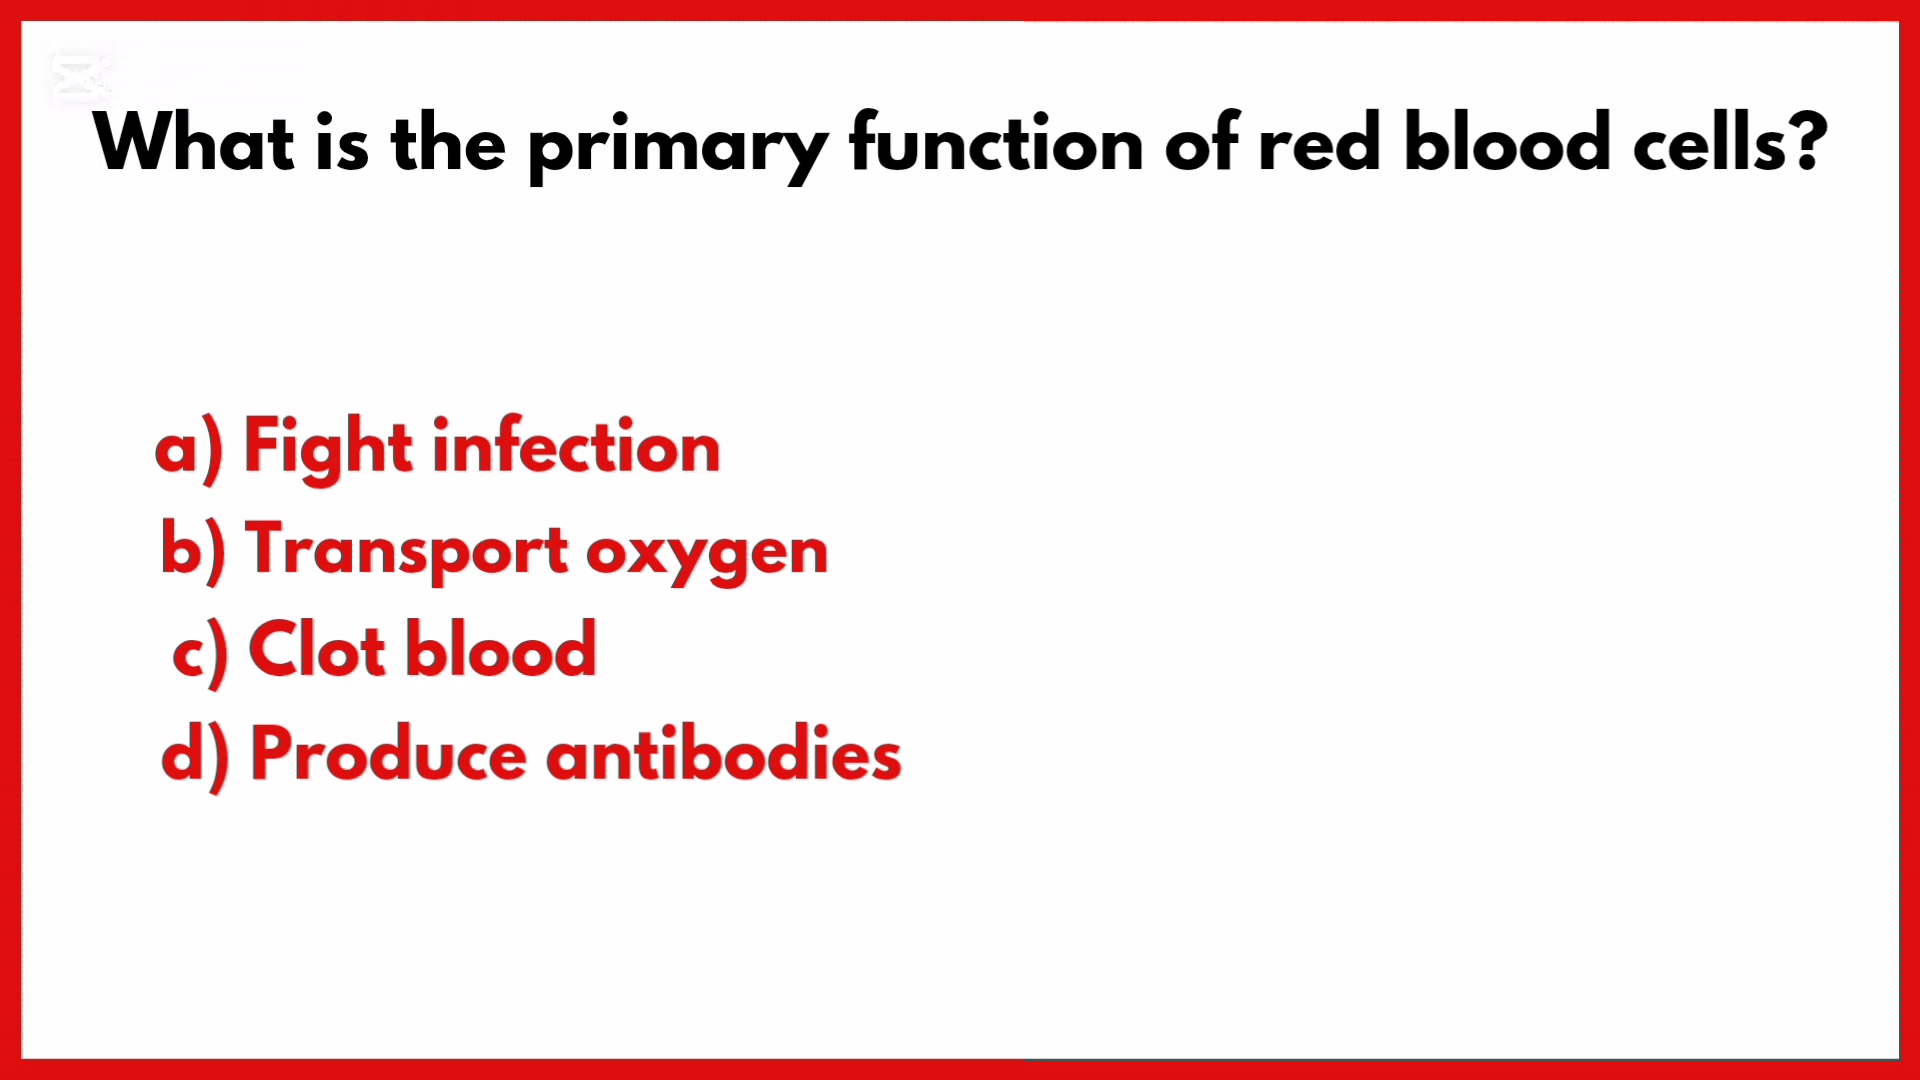 What is the primary function of red blood cells?
a) Fight infection
b) Transport oxygen
c) Clot blood
d) Produce antibodies